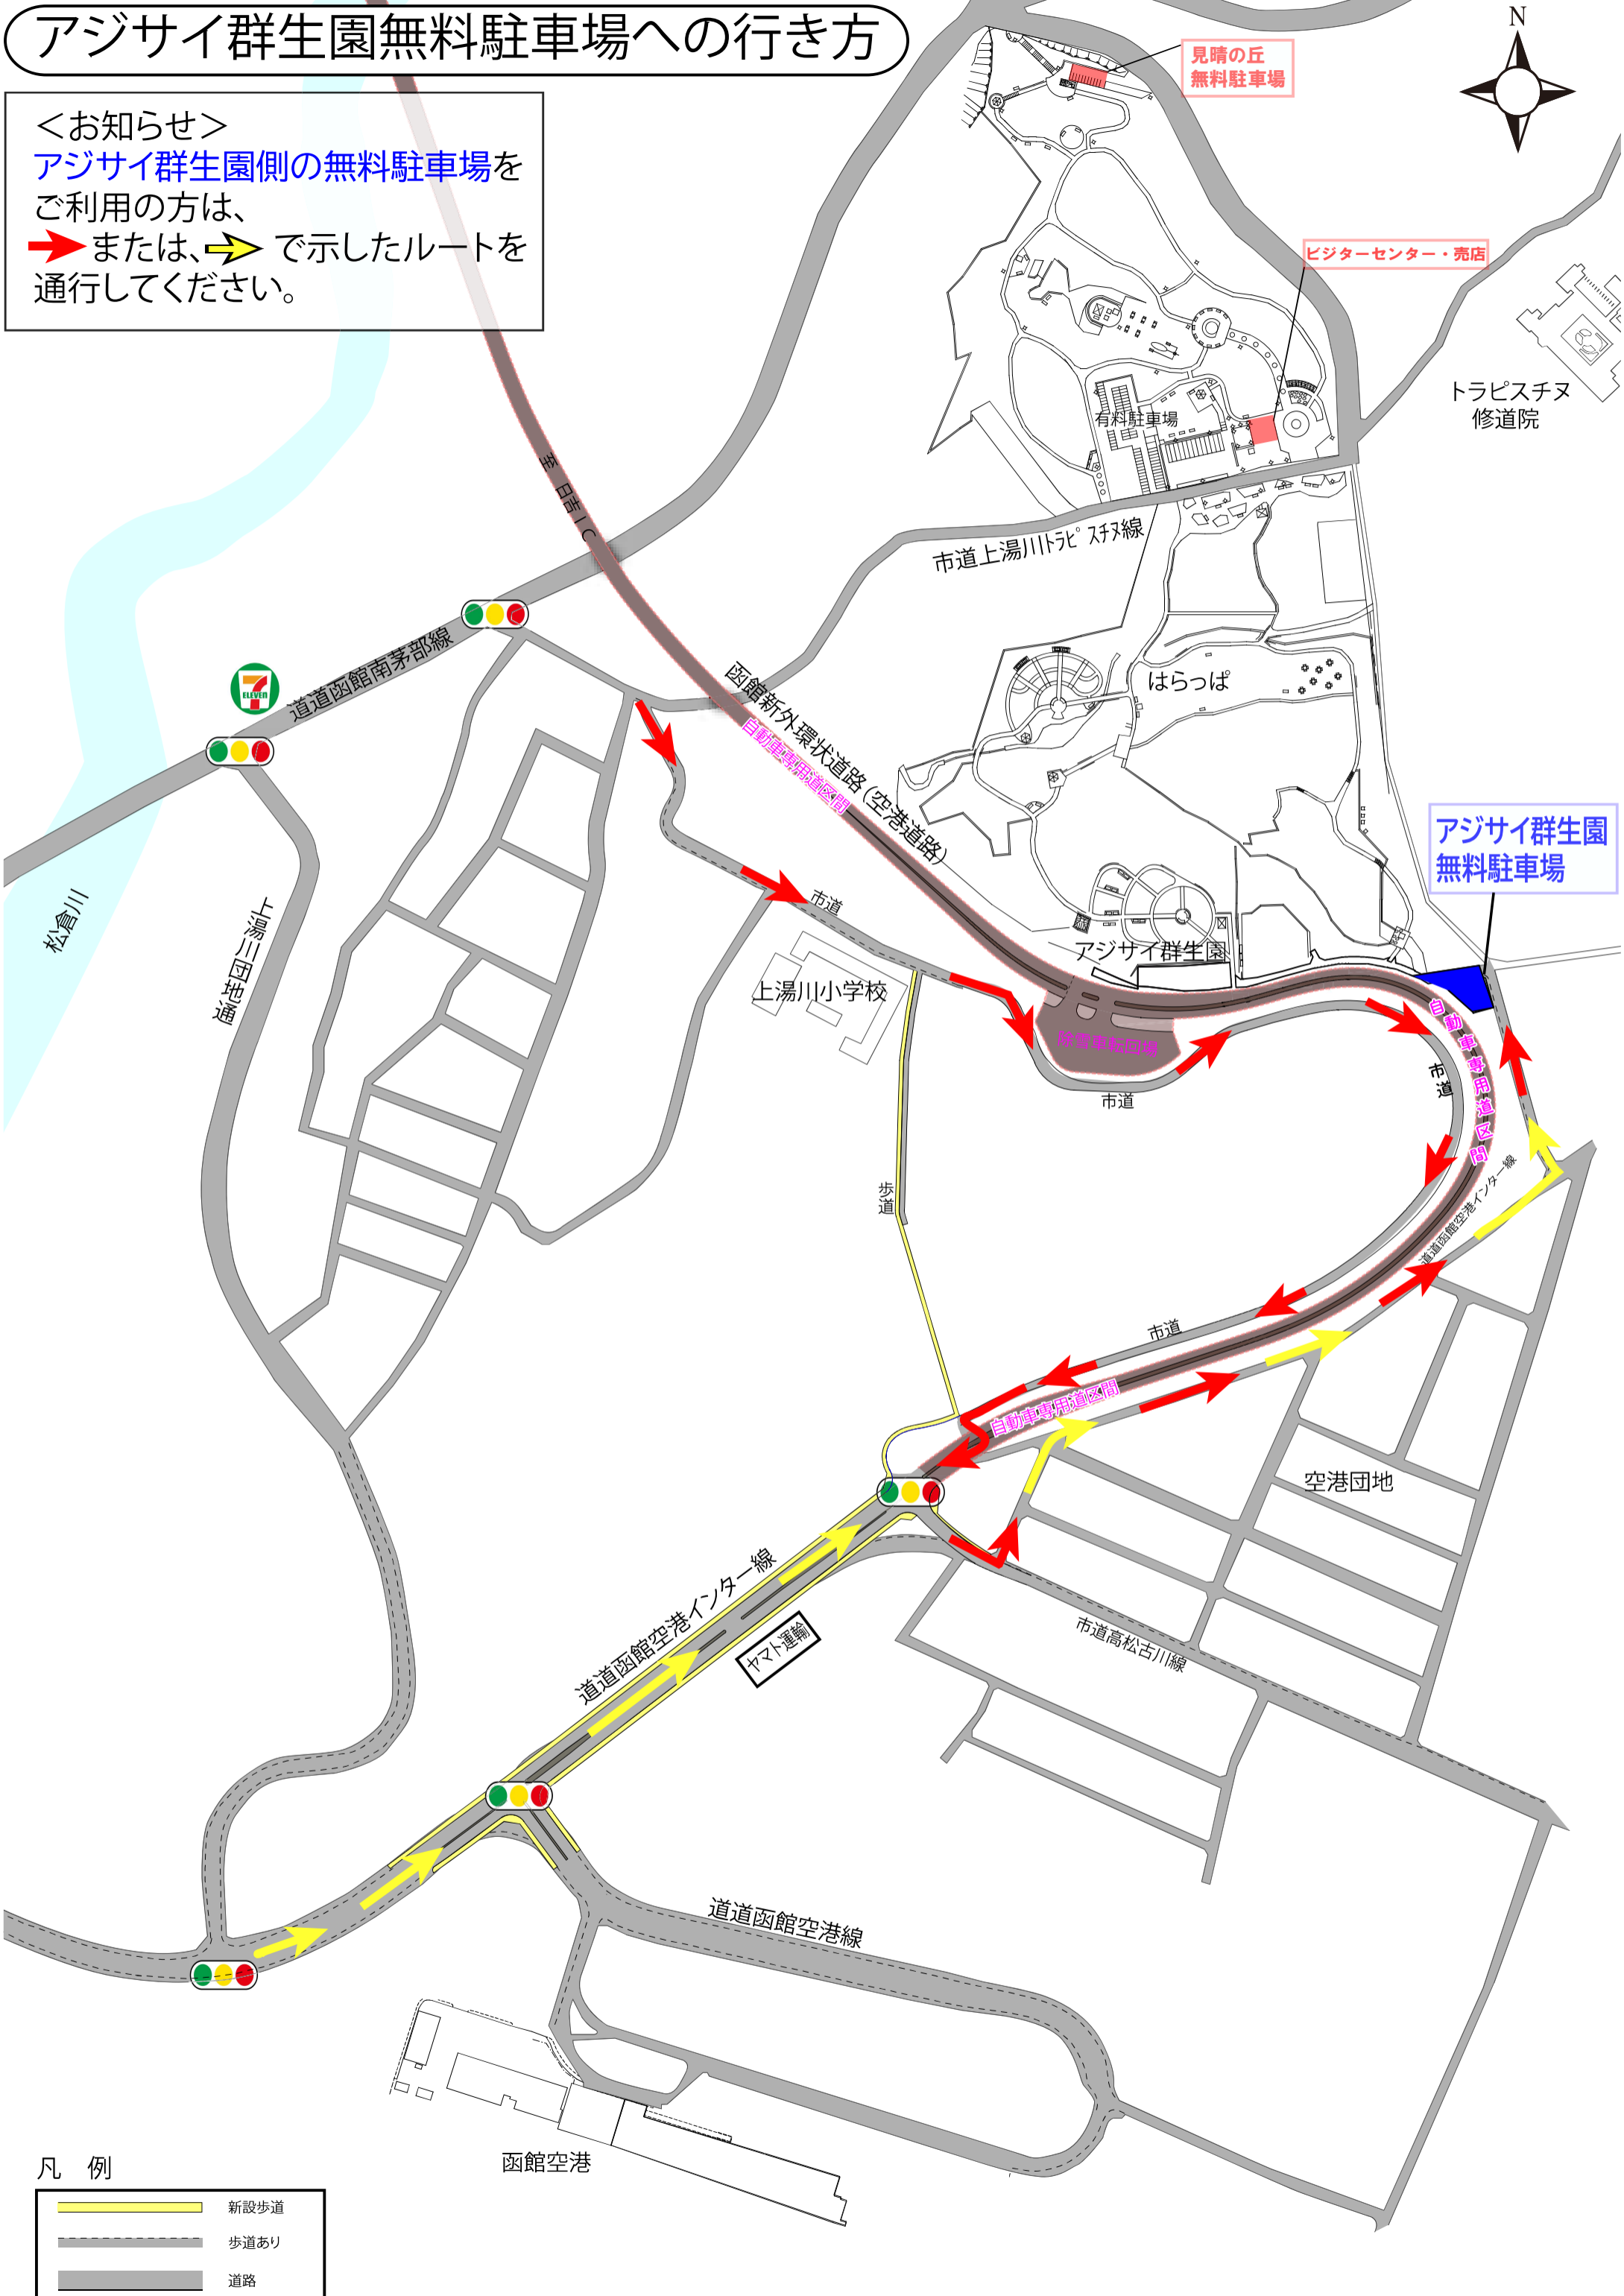 アジサイ群生園無料駐車場への行き方
＜お知らせ＞
アジサイ群生園側の無料駐車場を
ご利用の方は、
または、 で示したルートを
通行してください。
N
見晴の丘
無料駐車場
ビジターセンター・売店
トラピスチヌ
修道院
有料駐車場
至 日吉IC
市道上湯川トラピスチヌ線
7
ELEVEN
道道函館南茅部線
函館新外環状道路(空港道路)
自動車専用道区間
はらっぱ
アジサイ群生園
無料駐車場
松倉川
上湯川団地通
市道
上湯川小学校
アジサイ群生園
除雪車転回場
市道
自動車専用道区間
市道
歩道
道道函館空港インター線
市道
自動車専用道区間
空港団地
道道函館空港インター線
ヤマト運輸
市道高松古川線
道道函館空港線
函館空港
凡 例
新設歩道
歩道あり
道路